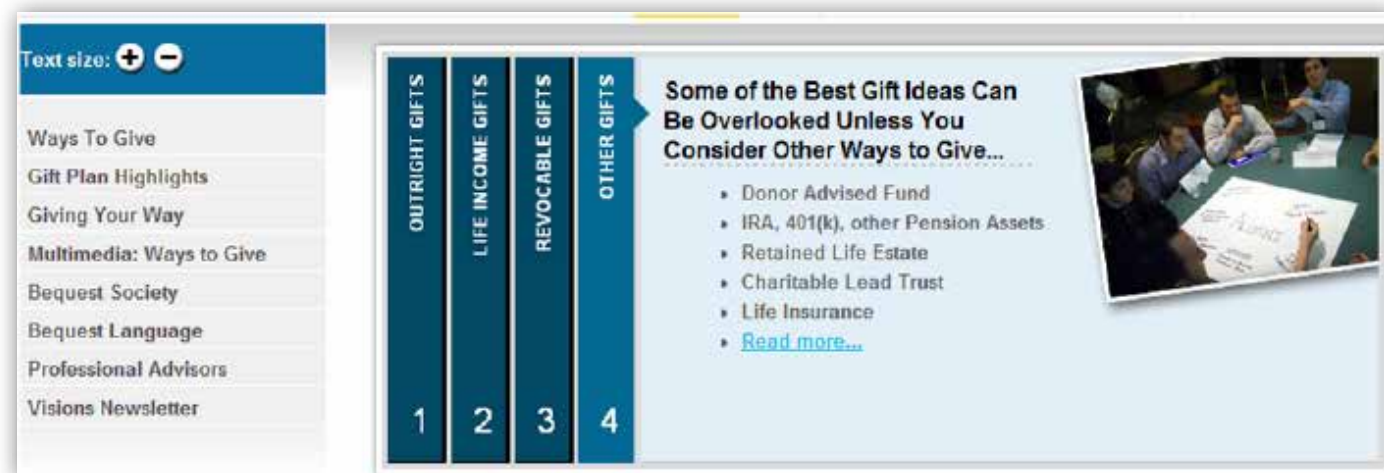 Text size:
Ways To Give
Gift Plan Highlights
Giving Your Way
Multimedia: Ways to Give
Bequest Society
Bequest Language
Professional Advisors
Visions Newsletter
OUTRIGHT GIFTS
1
LIFE INCOME GIFTS
2
REVOCABLE GIFTS
3
OTHER GIFTS
4
Some of the Best Gift Ideas Can
Be Overlooked Unless You
Consider Other Ways to Give...
Donor Advised Fund
IRA, 401(k), other Pension Assets
Retained Life Estate
Charitable Lead Trust
Life Insurance
Read more...